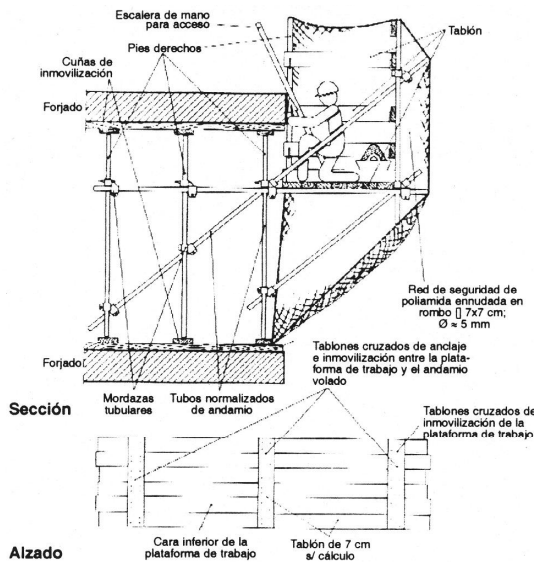 Escalera de mano
para acceso
Pies derechos
Tablón
Cuñas de
inmovilización
Forjado
Red de seguridad de
poliamida ennudada en
rombo [] 7x7 cm;
Ø ≈ 5 mm
Forjado
Tablones cruzados de anclaje
e inmovilización entre la plata-
forma de trabajo y el andamio
volado
Mordazas
tubulares
Tubos normalizados
de andamio
Sección
Tablones cruzados de
inmovilización de la
plataforma de trabajo
Cara inferior de la
plataforma de trabajo
Tablón de 7 cm
s/ cálculo
Alzado